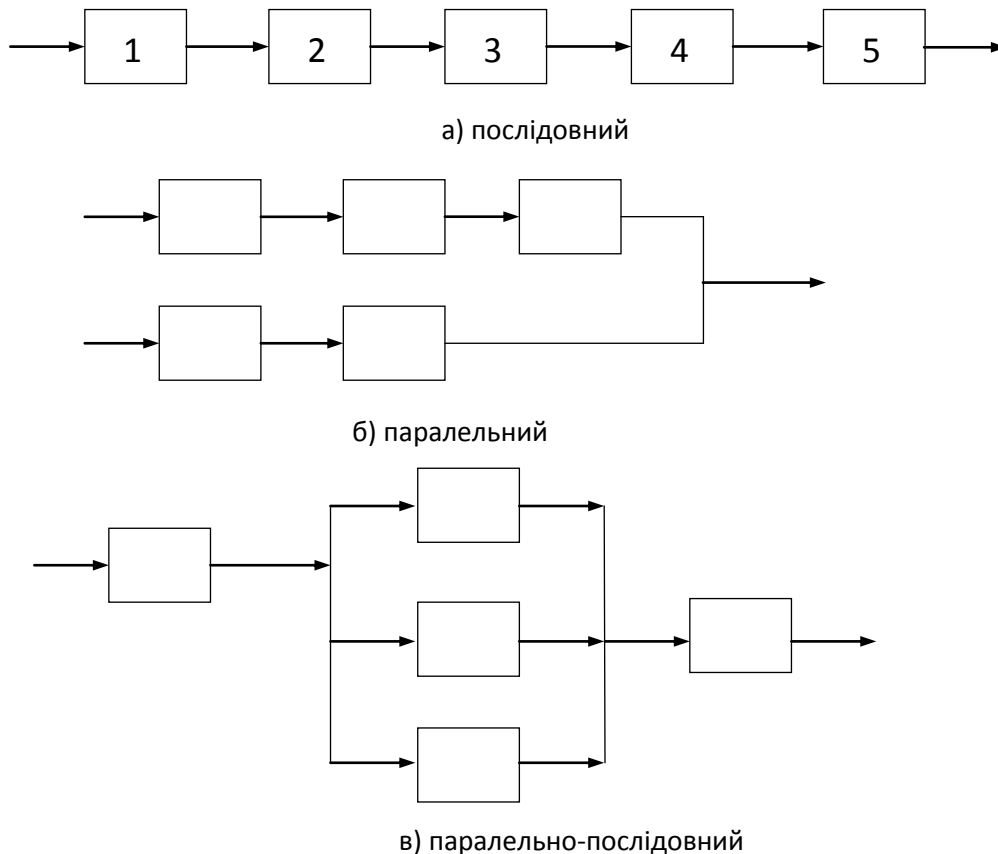 1 2 3 4 5
а) послідовний
б) паралельний
в) паралельно-послідовний